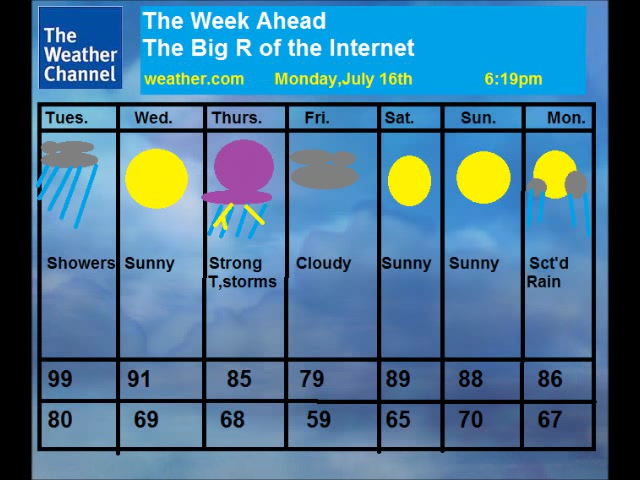 The
Weather
Channel
The Week Ahead
The Big R of the Internet
weather.com Monday,July 16th 6:19pm
Tues. Wed. Thurs. Fri. Sat. Sun. Mon.
Showers Sunny Strong Cloudy Sunny Sunny Sct'd
T,storms Rain
99 91 85 79 89 88 86
80 69 68 59 65 70 67